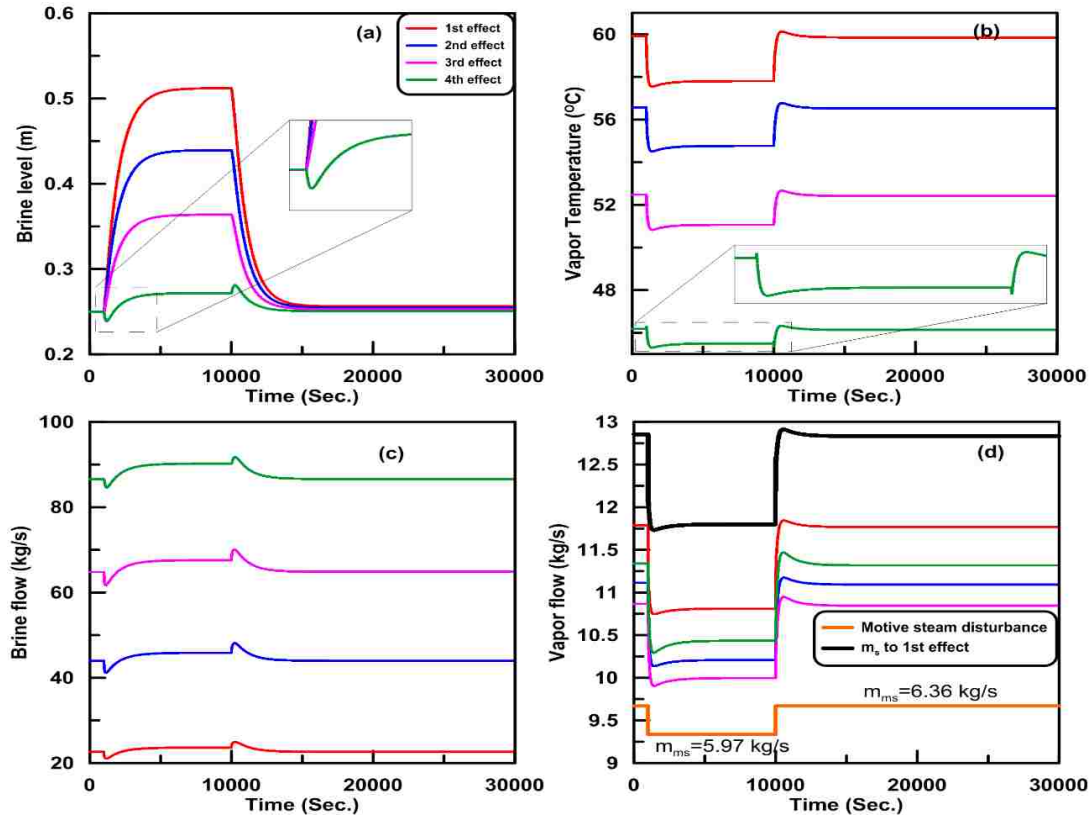 (a)
1st effect
2nd effect
3rd effect
4th effect
Brine level (m)
0.6
0.5
0.4
0.3
0.2
0 10000 20000 30000
Time (Sec.)
(b)
Vapor Temperature (⁰C)
60
56
52
48
0 10000 20000 30000
Time (Sec.)
(c)
Brine flow (kg/s)
100
80
60
40
20
0 10000 20000 30000
Time (Sec.)
(d)
Vapor flow (kg/s)
13
12.5
12
11.5
11
10.5
10
9.5
9
Motive steam disturbance
mₛ to 1st effect
mₘₛ=6.36 kg/s
mₘₛ=5.97 kg/s
0 10000 20000 30000
Time (Sec.)